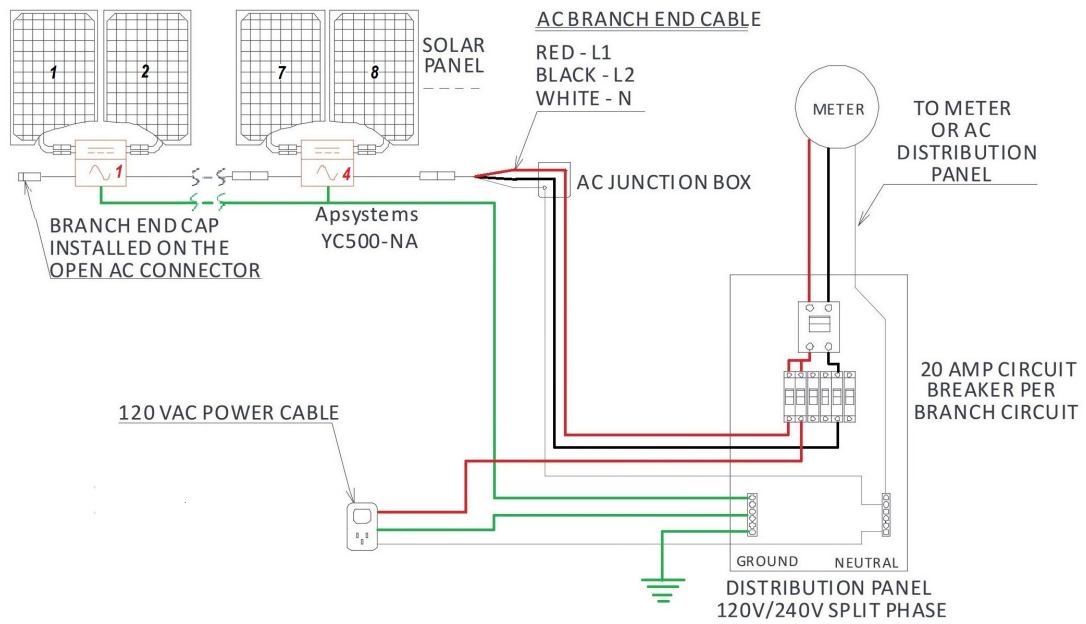 AC BRANCH END CABLE
RED - L1
BLACK - L2
WHITE - N
SOLAR
PANEL
1
2
7
8
1
4
METER
TO METER
OR AC
DISTRIBUTION
PANEL
AC JUNCTION BOX
Apsystems
YC500-NA
BRANCH END CAP
INSTALLED ON THE
OPEN AC CONNECTOR
20 AMP CIRCUIT
BREAKER PER
BRANCH CIRCUIT
120 VAC POWER CABLE
GROUND
NEUTRAL
DISTRIBUTION PANEL
120V/240V SPLIT PHASE